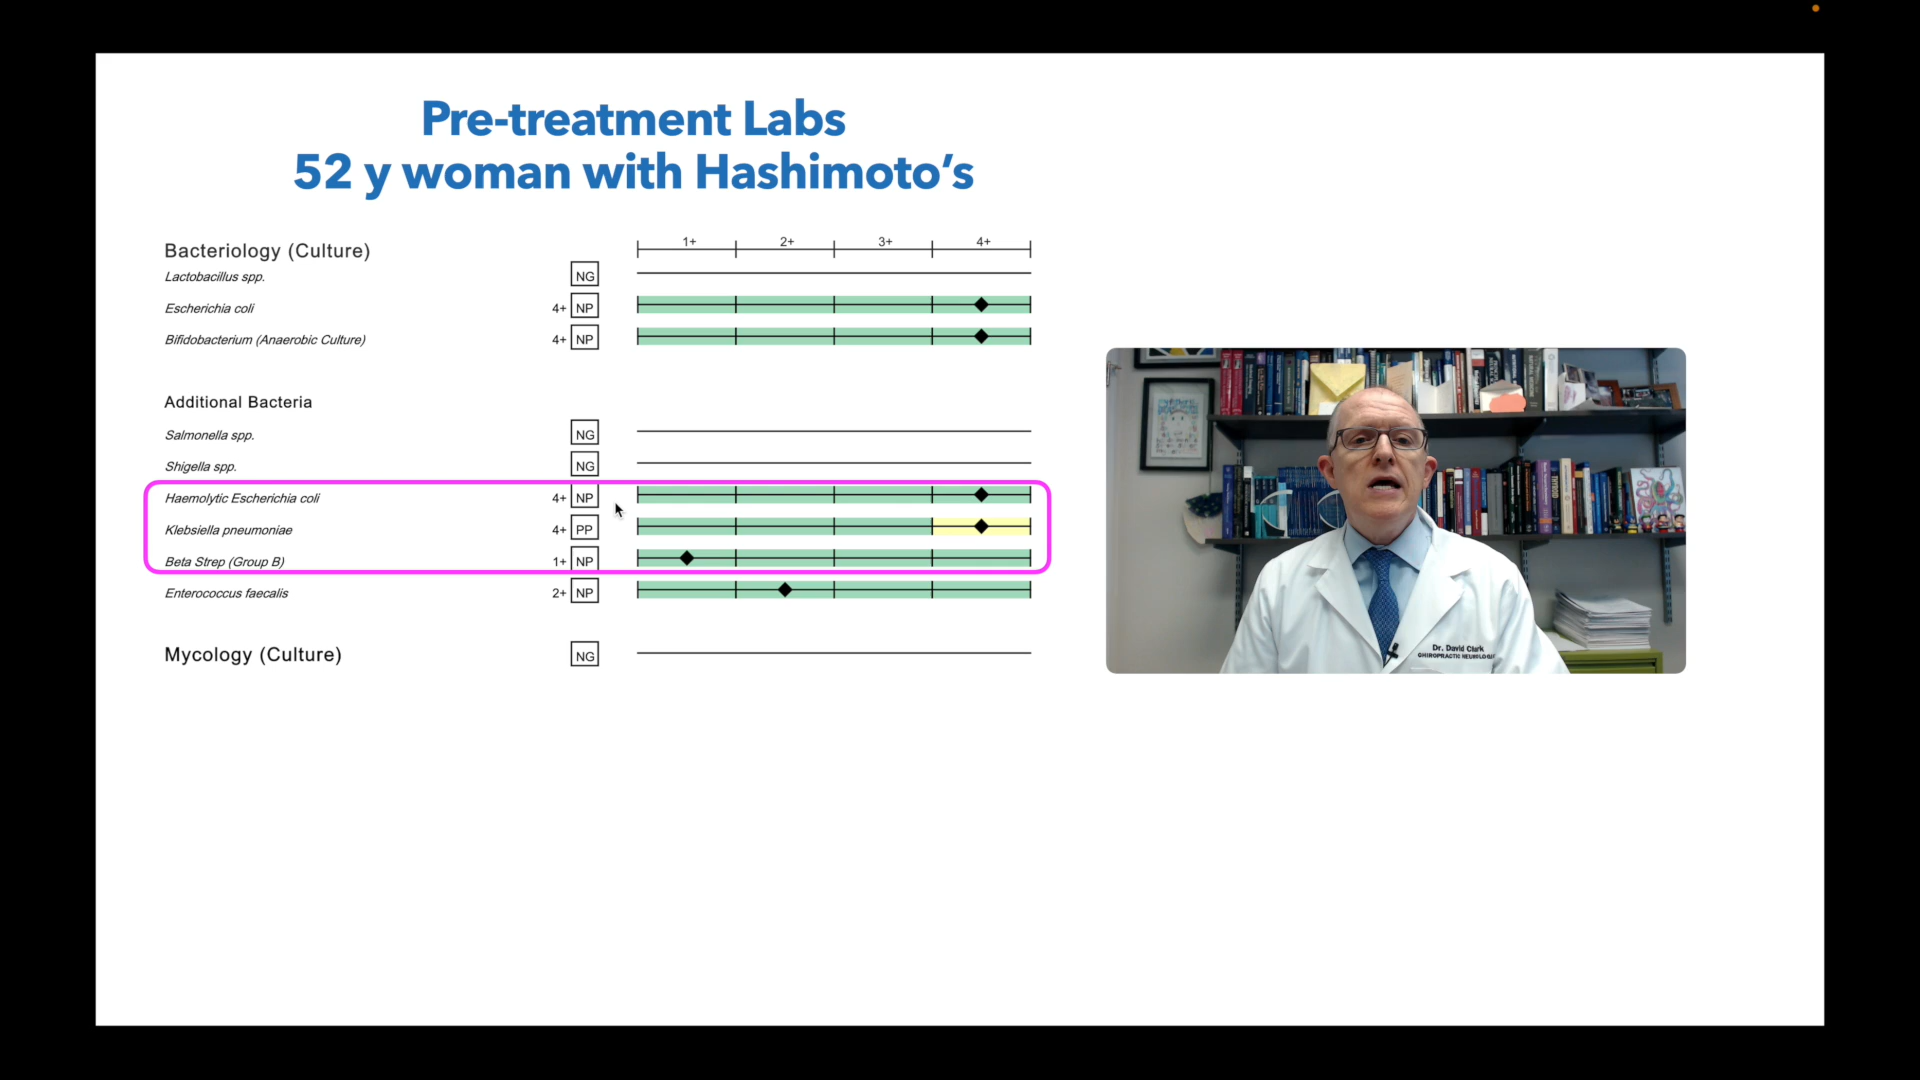 Pre-treatment Labs
52 y woman with Hashimoto's
Bacteriology (Culture)
1+ 2+ 3+ 4+
Lactobacillus spp. NG
Escherichia coli 4+ NP
Bifidobacterium (Anaerobic Culture) 4+ NP
Additional Bacteria
Salmonella spp. NG
Shigella spp. NG
Haemolytic Escherichia coli 4+ NP
Klebsiella pneumoniae 4+ PP
Beta Strep (Group B) 1+ NP
Enterococcus faecalis 2+ NP
Mycology (Culture) NG
Dr. David Clark
CHIROPRACTIC NEUROLOGIST